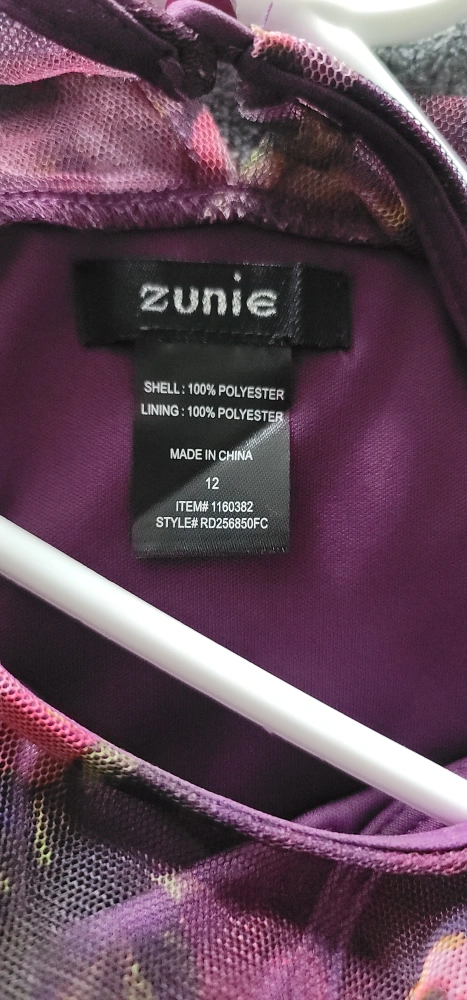 zunie
SHELL : 100% POLYESTER
LINING : 100% POLYESTER
MADE IN CHINA
12
ITEM# 1160382
STYLE# RD256850FC